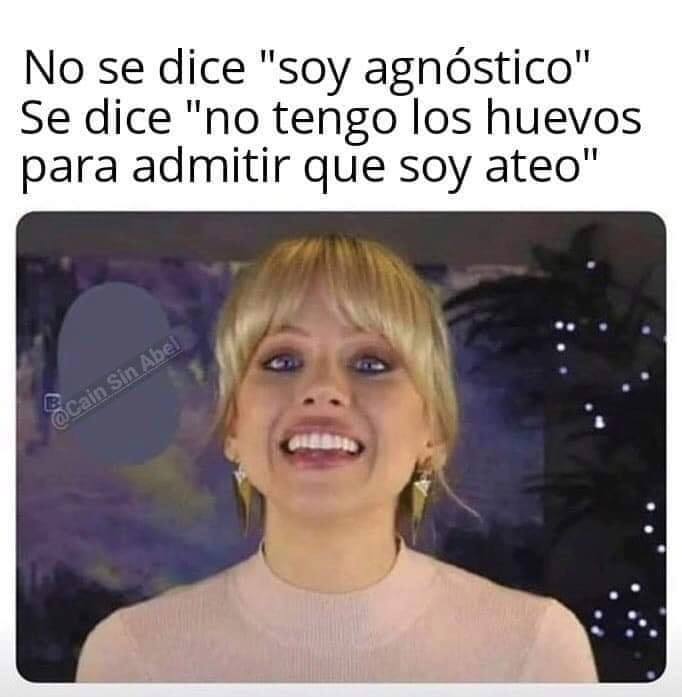 No se dice "soy agnóstico"
Se dice "no tengo los huevos
para admitir que soy ateo"
@Cain Sin Abel